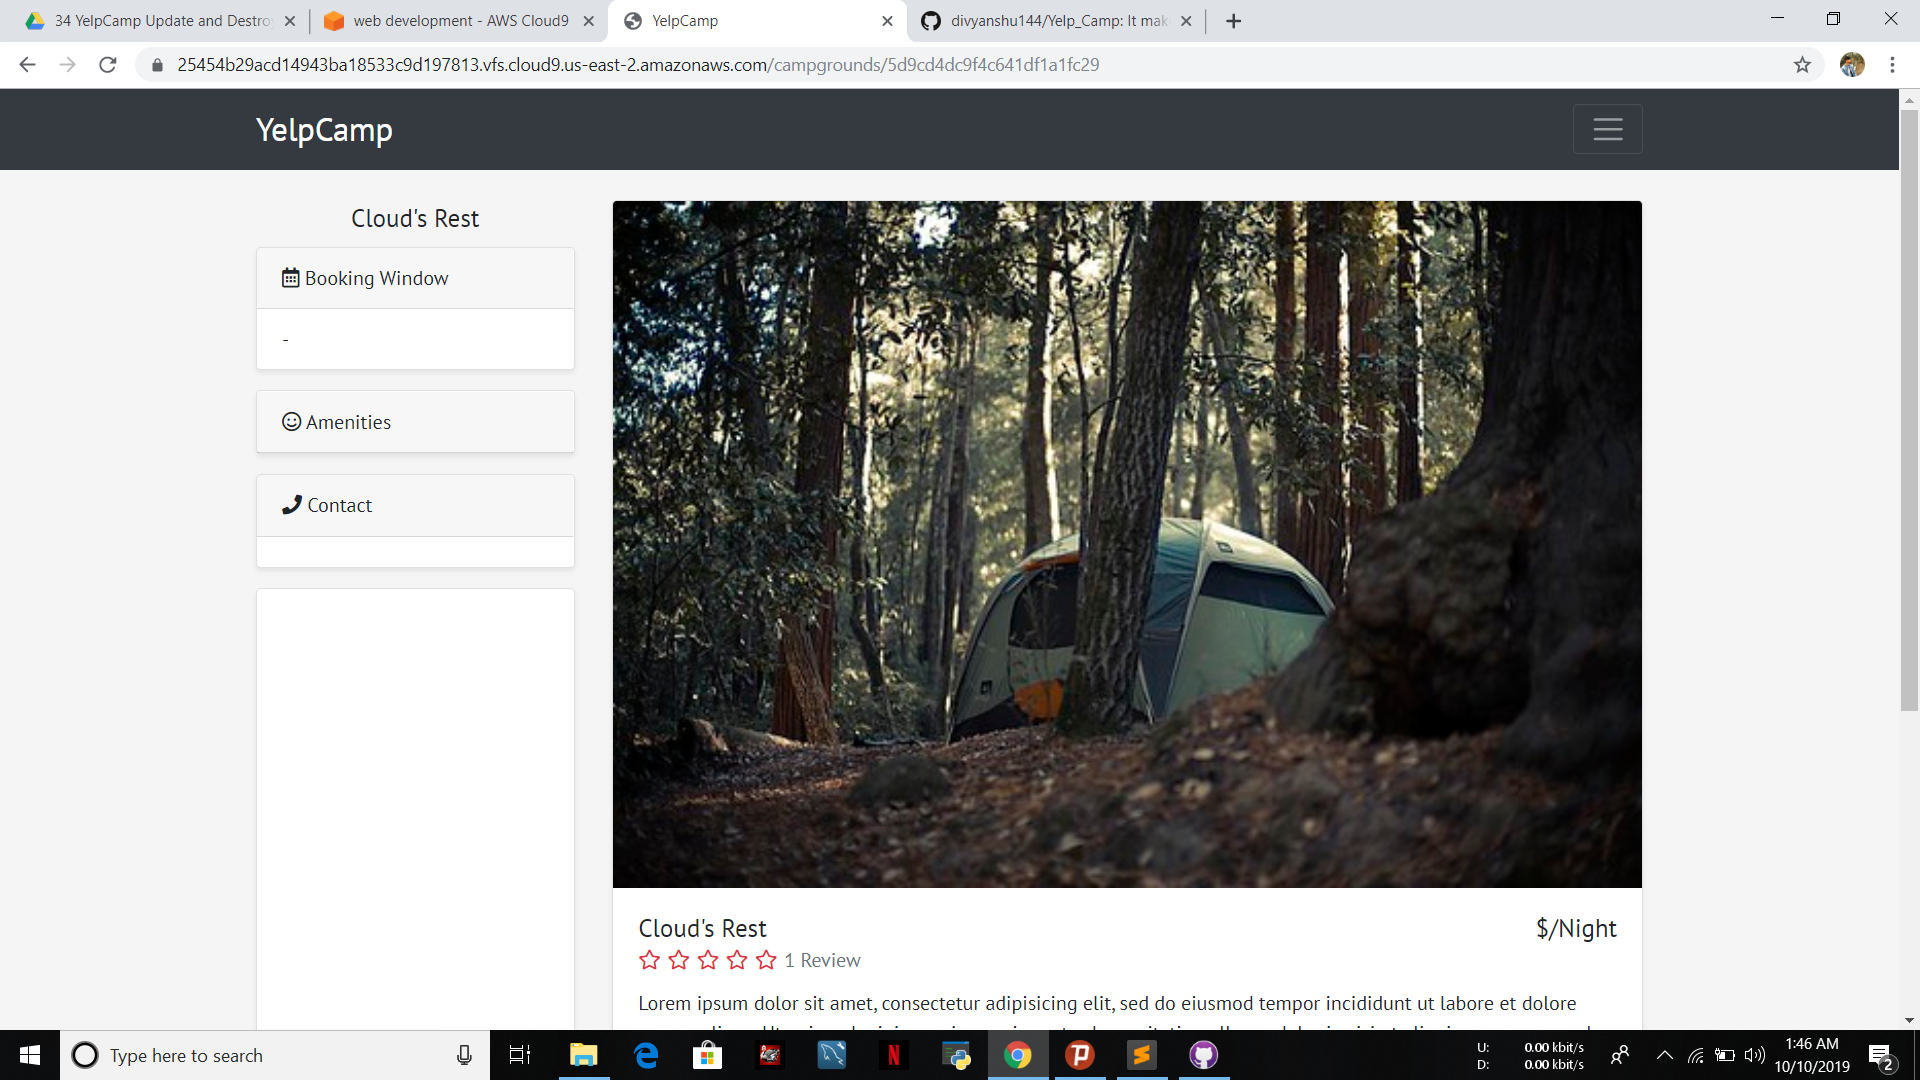 34 YelpCamp Update and Destro
web development - AWS Cloud9
YelpCamp
divyanshu144/Yelp_Camp: It mak
25454b29acd14943ba18533c9d197813.vfs.cloud9.us-east-2.amazonaws.com/campgrounds/5d9cd4dc9f4c641df1a1fc29
YelpCamp
Cloud's Rest
Booking Window
-
Amenities
Contact
Cloud's Rest
$/Night
1 Review
Lorem ipsum dolor sit amet, consectetur adipisicing elit, sed do eiusmod tempor incididunt ut labore et dolore
Type here to search
U: 0.00 kbit/s
D: 0.00 kbit/s
1:46 AM
10/10/2019
2